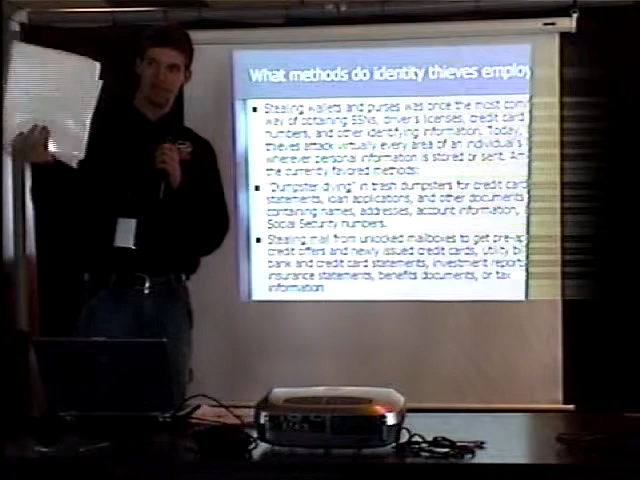 What methods do identity thieves employ
Stealing wallets and purses was once the most com
way of obtaining SSNs, driver's licenses, credit card
numbers, and other identifying information. Today,
thieves attack virtually every area of an individual's
wherever personal information is stored or sent. Am
the currently favored methods:
"Dumpster diving" in trash dumpsters for credit card
statements, loan applications, and other documents
containing names, addresses, account information,
Social Security numbers.
Stealing mail from unlocked mailboxes to get pre-ap
credit offers and newly issued credit cards, utility b
bank and credit card statements, investment report
insurance statements, benefits documents, or tax
information